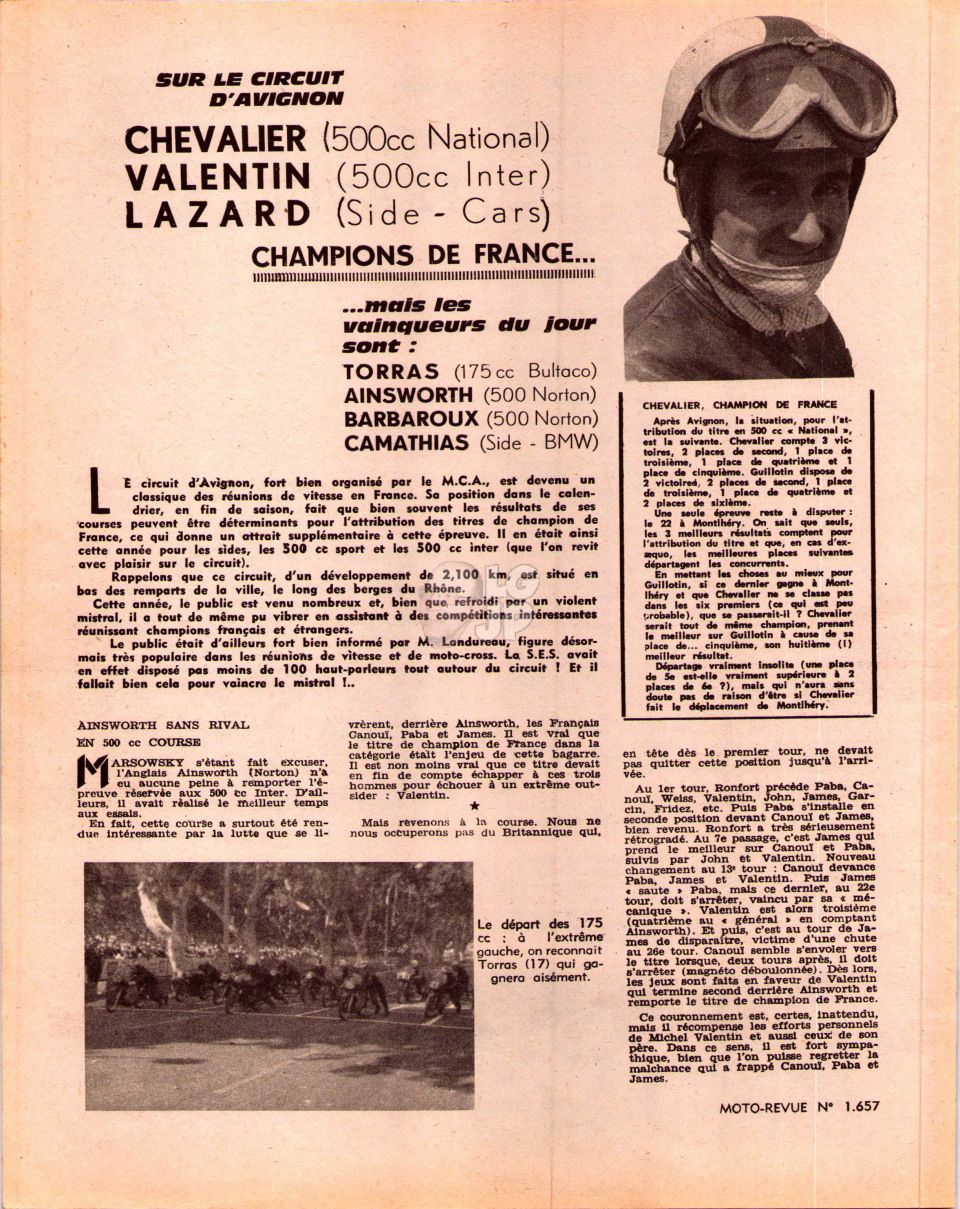 SUR LE CIRCUIT
D'AVIGNON
CHEVALIER (500cc National)
VALENTIN (500cc Inter)
LAZARD (Side - Cars)
CHAMPIONS DE FRANCE...
...mais les
vainqueurs du jour
sont :
TORRAS (175 cc Bultaco)
AINSWORTH (500 Norton)
BARBAROUX (500 Norton)
CAMATHIAS (Side - BMW)
LE circuit d'Avignon, fort bien organisé par le M.C.A., est devenu un
classique des réunions de vitesse en France. Sa position dans le calen-
drier, en fin de saison, fait que bien souvent les résultats de ses
courses peuvent être déterminants pour l'attribution des titres de champion de
France, ce qui donne un attrait supplémentaire à cette épreuve. Il en était ainsi
cette année pour les sides, les 500 cc sport et les 500 cc inter (que l'on revit
avec plaisir sur le circuit).
Rappelons que ce circuit, d'un développement de 2,100 km, est situé en
bas des remparts de la ville, le long des berges du Rhône.
Cette année, le public est venu nombreux et, bien que refroidi par un violent
mistral, il a tout de même pu vibrer en assistant à des compétitions intéressantes
réunissant champions français et étrangers.
Le public était d'ailleurs fort bien informé par M. Landureau, figure désor-
mais très populaire dans les réunions de vitesse et de moto-cross. La S.E.S. avait
en effet disposé pas moins de 100 haut-parleurs tout autour du circuit ! Et il
fallait bien cela pour vaincre le mistral !..
CHEVALIER, CHAMPION DE FRANCE
Après Avignon, la situation, pour l'at-
tribution du titre en 500 cc « National »,
est la suivante. Chevalier compte 3 vic-
toires, 2 places de second, 1 place de
troisième, 1 place de quatrième et 1
place de cinquième. Guillotin dispose de
2 victoires, 2 places de second, 1 place
de troisième, 1 place de quatrième et
2 places de sixième.
Une seule épreuve reste à disputer :
le 22 à Montlhéry. On sait que seuls,
les 3 meilleurs résultats comptent pour
l'attribution du titre et que, en cas d'ex-
æquo, les meilleures places suivantes
départagent les concurrents.
En mettant les choses au mieux pour
Guillotin, si ce dernier gagne à Mont-
lhéry et que Chevalier ne se classe pas
dans les six premiers (ce qui est peu
probable), que se passerait-il ? Chevalier
serait tout de même champion, prenant
le meilleur sur Guillotin à cause de sa
place de... cinquième, son huitième (!)
meilleur résultat.
Départage vraiment insolite (une place
de 5e est-elle vraiment supérieure à 2
places de 6e ?), mais qui n'aura sans
doute pas de raison d'être si Chevalier
fait le déplacement de Montlhéry.
AINSWORTH SANS RIVAL
EN 500 cc COURSE
MARSOWSKY s'étant fait excuser,
l'Anglais Ainsworth (Norton) n'a
eu aucune peine à remporter l'é-
preuve réservée aux 500 cc Inter. D'ail-
leurs, il avait réalisé le meilleur temps
aux essais.
En fait, cette course a surtout été ren-
due intéressante par la lutte que se li-
vrèrent, derrière Ainsworth, les Français
Canouï, Paba et James. Il est vrai que
le titre de champion de France dans la
catégorie était l'enjeu de cette bagarre.
Il est non moins vrai que ce titre devait
en fin de compte échapper à ces trois
hommes pour échouer à un extrême out-
sider : Valentin.
★
Mais revenons à la course. Nous ne
nous occuperons pas du Britannique qui,
en tête dès le premier tour, ne devait
pas quitter cette position jusqu'à l'arri-
vée.
Au 1er tour, Ronfort précède Paba, Ca-
nouï, Weiss, Valentin, John, James, Gar-
cin, Fridez, etc. Puis Paba s'installe en
seconde position devant Canouï et James,
bien revenu. Ronfort a très sérieusement
rétrogradé. Au 7e passage, c'est James qui
prend le meilleur sur Canouï et Paba,
suivis par John et Valentin. Nouveau
changement au 13e tour : Canouï devance
Paba, James et Valentin. Puis James
« saute » Paba, mais ce dernier, au 22e
tour, doit s'arrêter, vaincu par sa « mé-
canique ». Valentin est alors troisième
(quatrième au « général » en comptant
Ainsworth). Et puis, c'est au tour de Ja-
mes de disparaître, victime d'une chute
au 26e tour. Canouï semble s'envoler vers
le titre lorsque, deux tours après, il doit
s'arrêter (magnéto déboulonnée). Dès lors,
les jeux sont faits en faveur de Valentin
qui termine second derrière Ainsworth et
remporte le titre de champion de France.
Ce couronnement est, certes, inattendu,
mais il récompense les efforts personnels
de Michel Valentin et aussi ceux de son
père. Dans ce sens, il est fort sympa-
thique, bien que l'on puisse regretter la
malchance qui a frappé Canouï, Paba et
James.
Le départ des 175
cc : à l'extrême
gauche, on reconnait
Torras (17) qui ga-
gnera aisément.
MOTO-REVUE N° 1.657